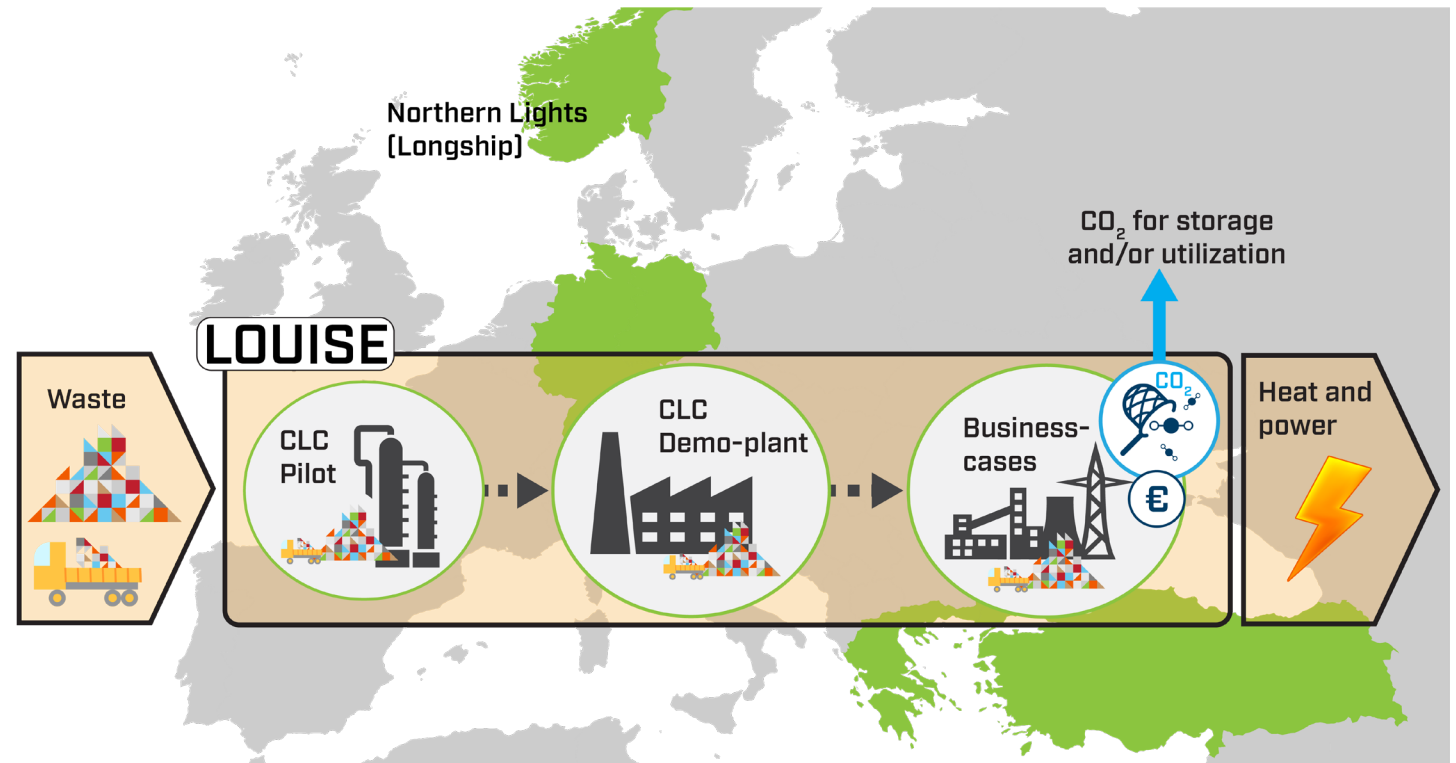 Northern Lights
(Longship)
CO₂ for storage
and/or utilization
LOUISE
Waste
CLC
Pilot
CLC
Demo-plant
Business-
cases
CO₂
€
Heat and
power